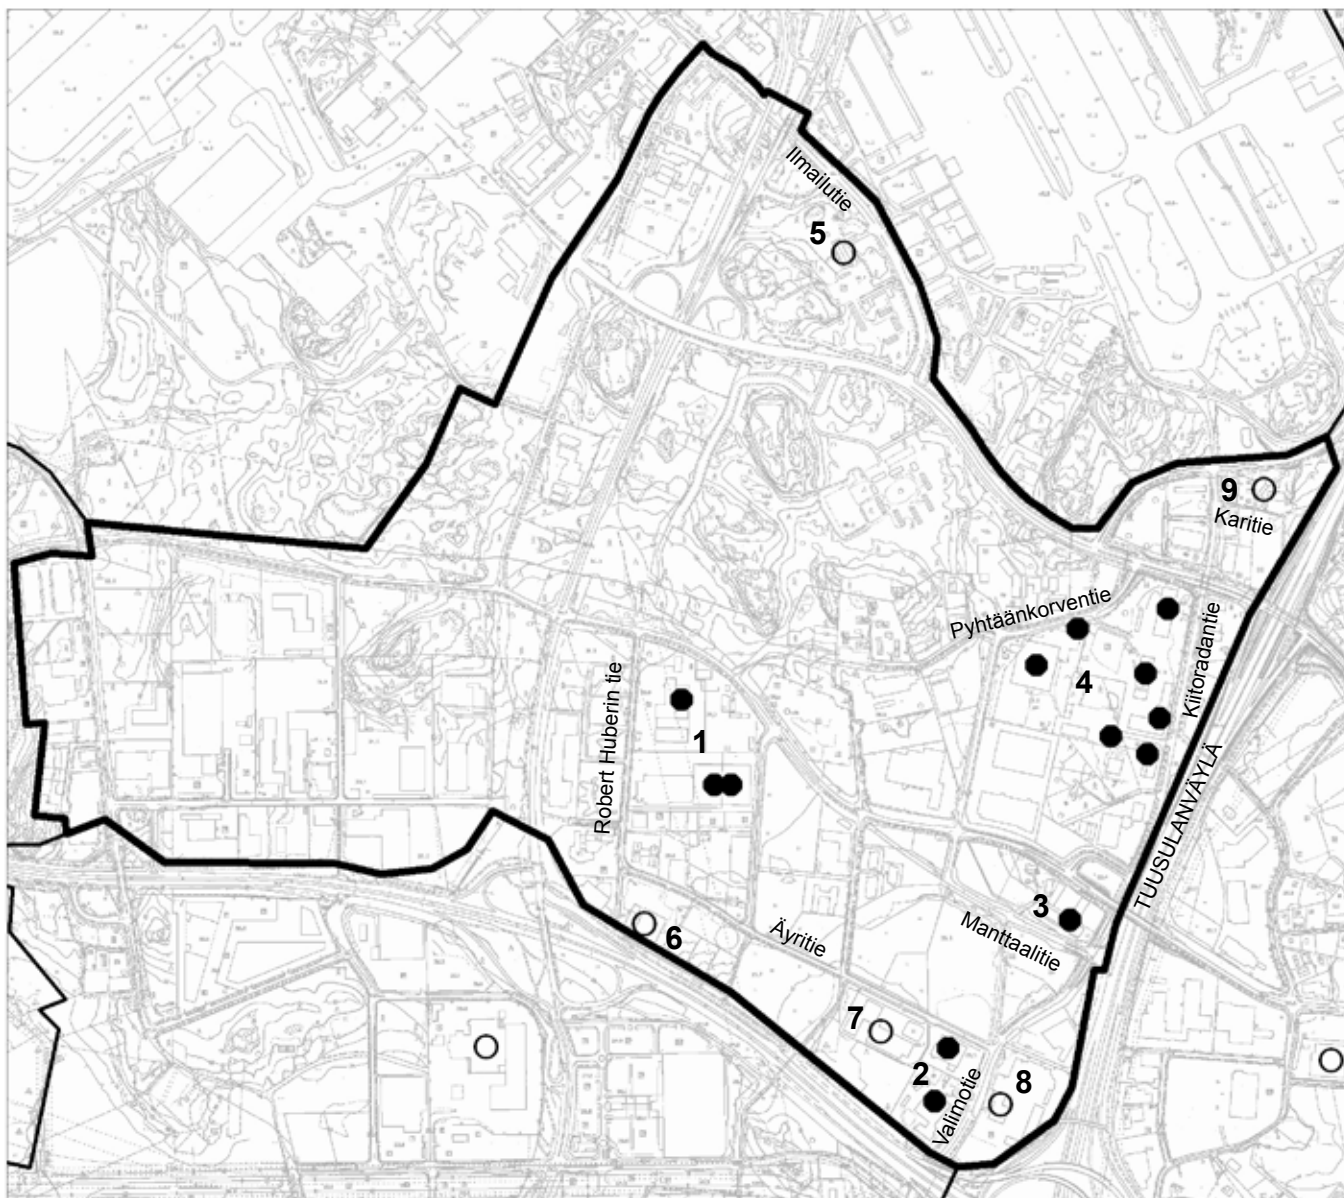 Ilmailutie
5
9
Karitie
Pyhtäänkorventie
Kiitoradantie
4
Robert Huberin tie
1
TUUSULANVÄYLÄ
3
Manttaalitie
6
Äyritie
7
2
8
Valimotie